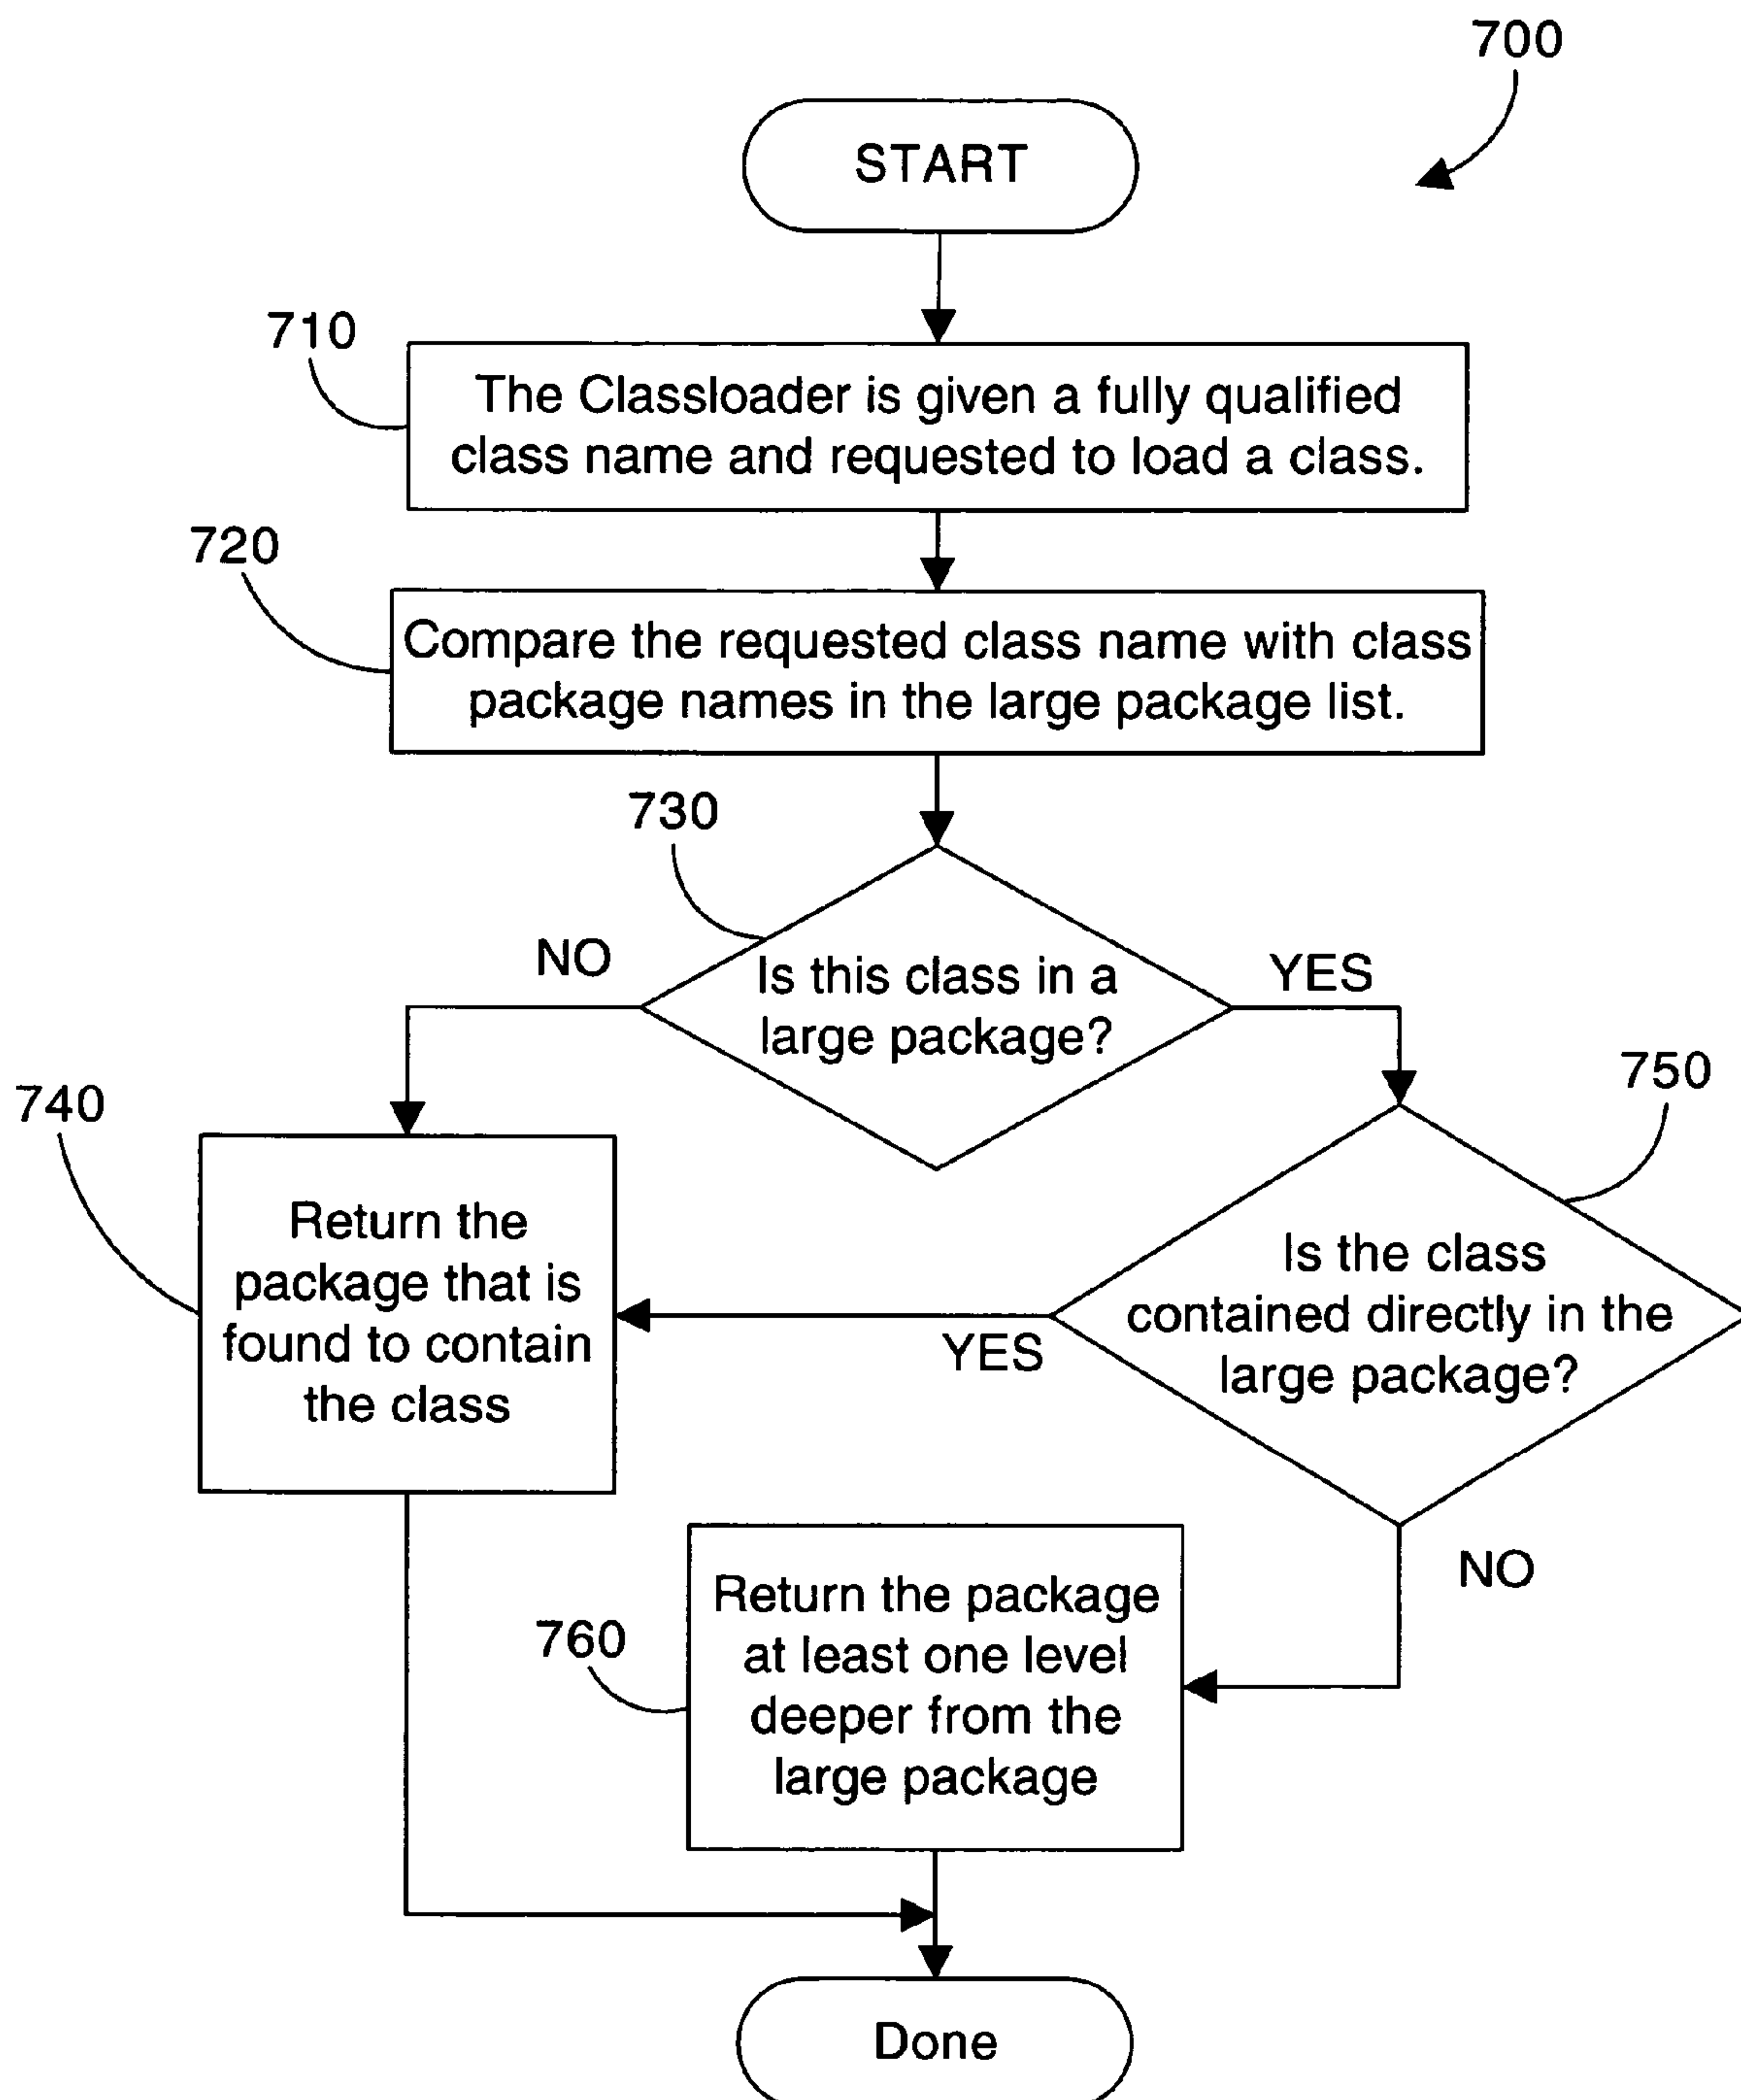 700
START
710
The Classloader is given a fully qualified
class name and requested to load a class.
720
Compare the requested class name with class
package names in the large package list.
730
NO
Is this class in a
large package?
YES
740
750
Return the
package that is
found to contain
the class
Is the class
contained directly in the
large package?
YES
NO
760
Return the package
at least one level
deeper from the
large package
Done